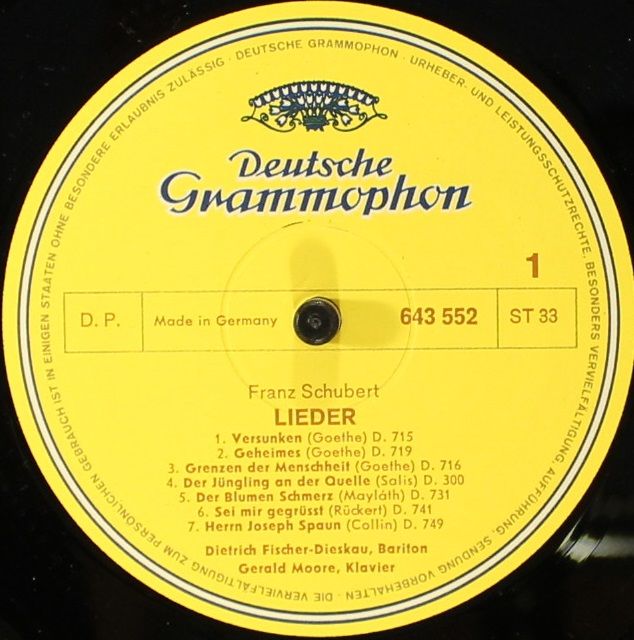 DEUTSCHE GRAMMOPHON · URHEBER- UND LEISTUNGSSCHUTZRECHTE, BESONDERS VERVIELFÄLTIGUNG, AUFFÜHRUNG, SENDUNG VORBEHALTEN · DIE VERVIELFÄLTIGUNG ZUM PERSÖNLICHEN GEBRAUCH IST IN EINIGEN STAATEN OHNE BESONDERE ERLAUBNIS ZULÄSSIG ·
Deutsche
Grammophon
1
D. P. Made in Germany 643 552 ST 33
Franz Schubert
LIEDER
1. Versunken (Goethe) D. 715
2. Geheimes (Goethe) D. 719
3. Grenzen der Menschheit (Goethe) D. 716
4. Der Jüngling an der Quelle (Salis) D. 300
5. Der Blumen Schmerz (Mayláth) D. 731
6. Sei mir gegrüsst (Rückert) D. 741
7. Herrn Joseph Spaun (Collin) D. 749
Dietrich Fischer-Dieskau, Bariton
Gerald Moore, Klavier